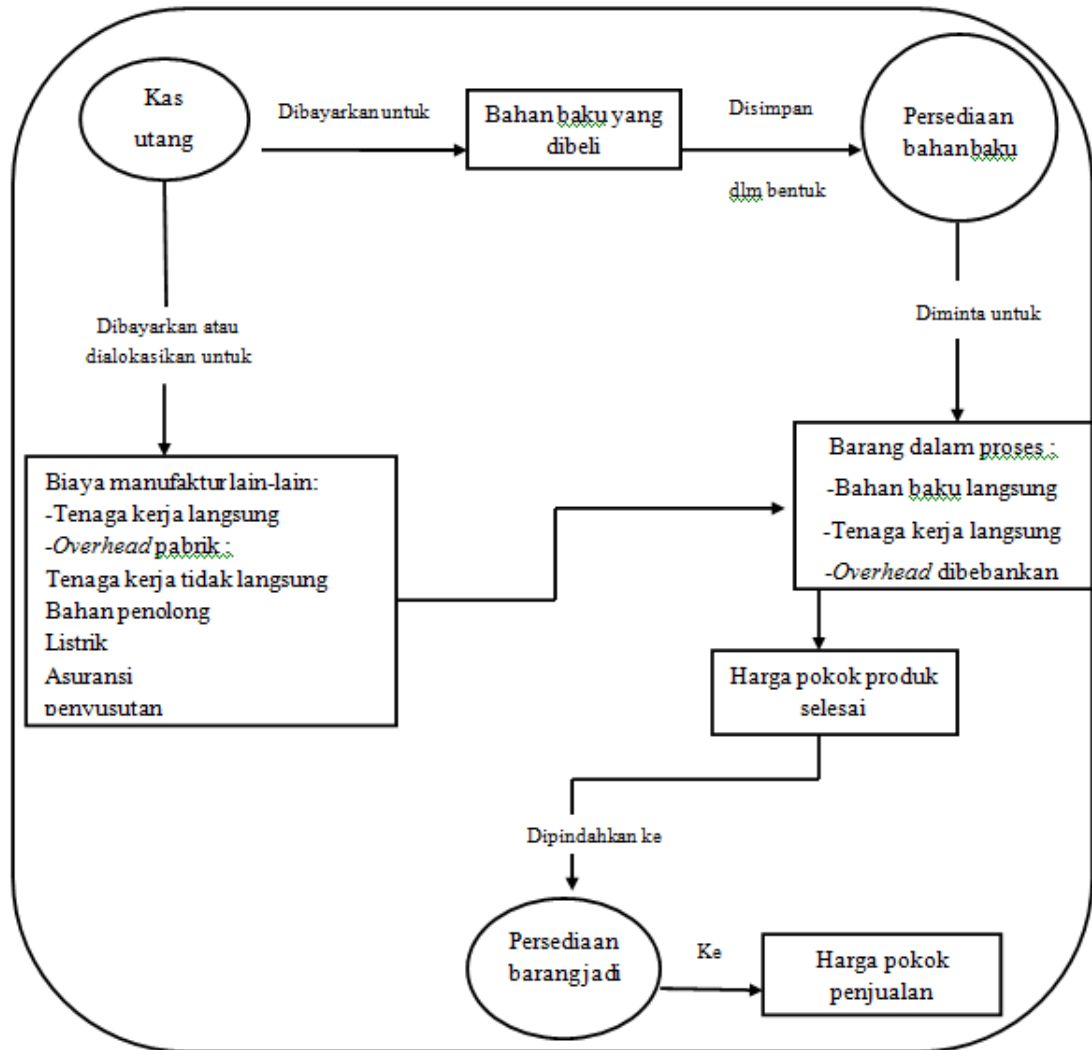 Kas
utang
Dibayarkan untuk
Bahan baku yang
dibeli
Disimpan
dlm bentuk
Persediaan
bahan baku
Dibayarkan atau
dialokasikan untuk
Diminta untuk
Biaya manufaktur lain-lain:
-Tenaga kerja langsung
-Overhead pabrik :
Tenaga kerja tidak langsung
Bahan penolong
Listrik
Asuransi
penyusutan
Barang dalam proses :
-Bahan baku langsung
-Tenaga kerja langsung
-Overhead dibebankan
Harga pokok produk
selesai
Dipindahkan ke
Persediaan
barang jadi
Ke
Harga pokok
penjualan